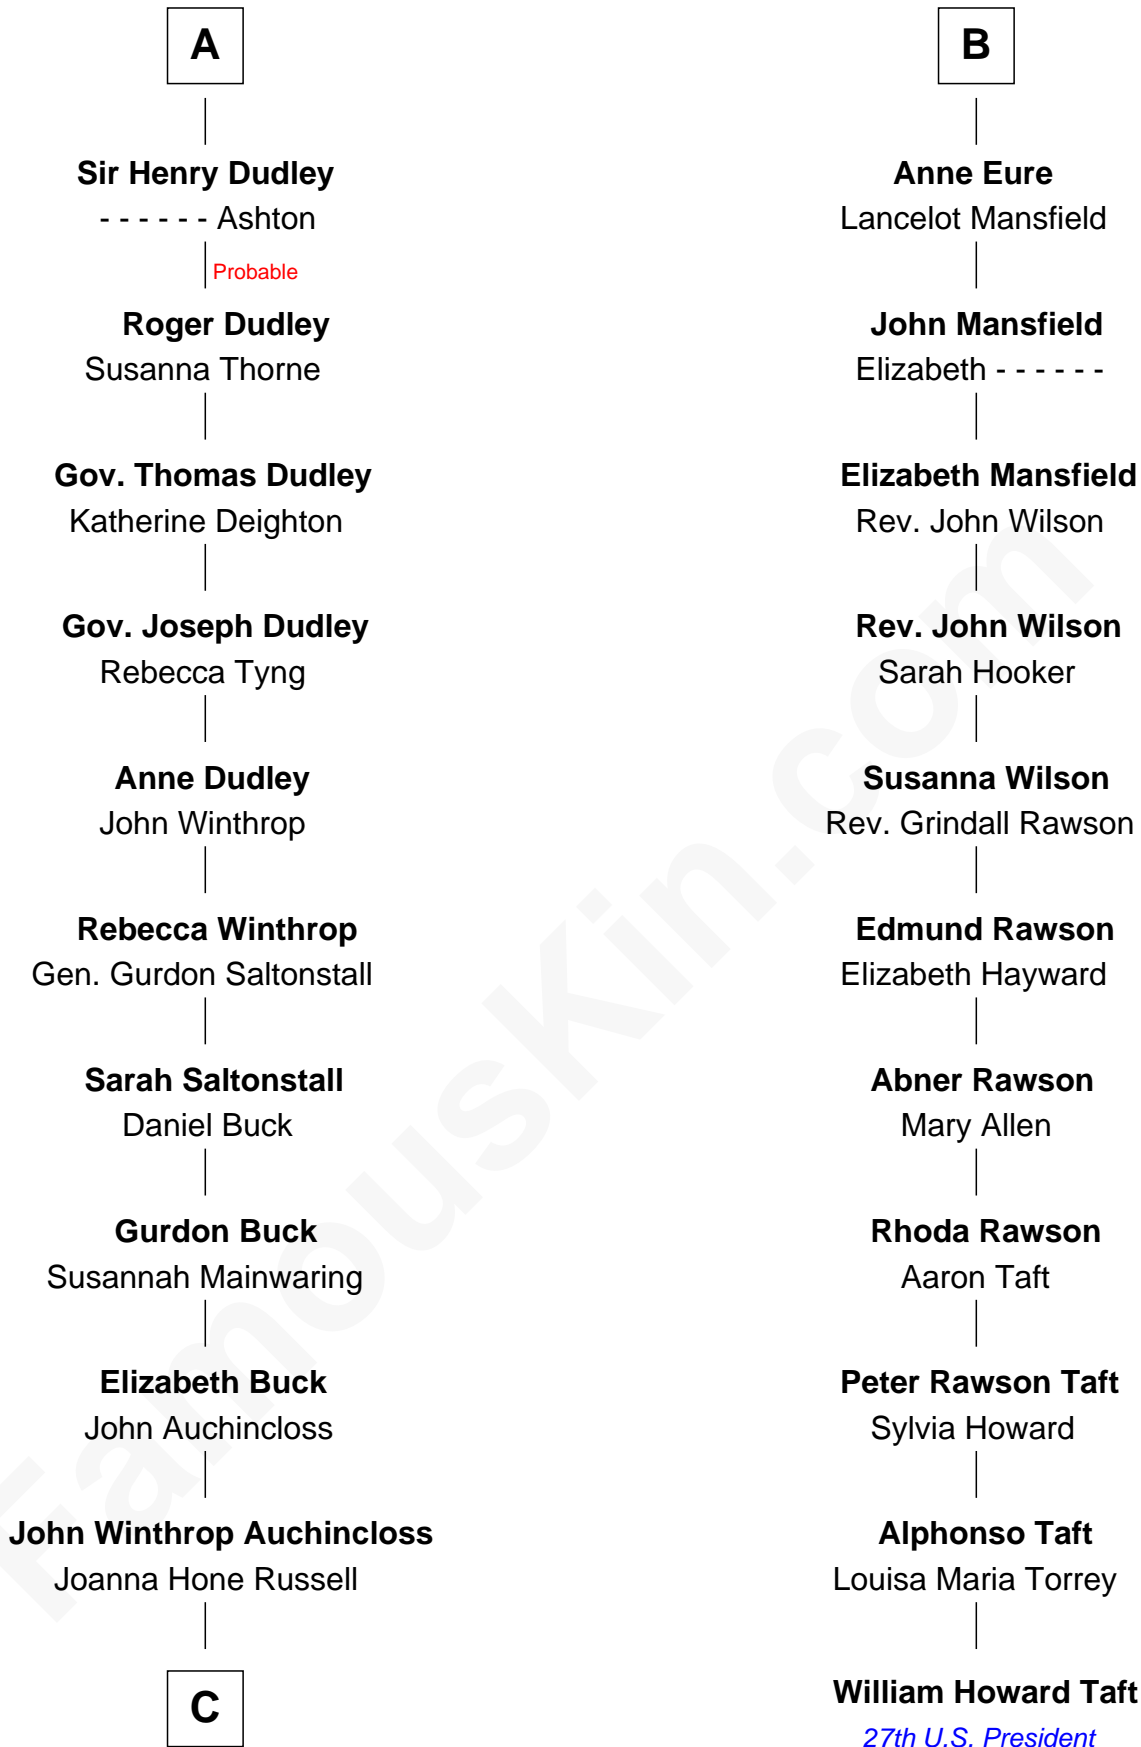 A
Sir Henry Dudley
- - - - - - Ashton
Probable
Roger Dudley
Susanna Thorne
Gov. Thomas Dudley
Katherine Deighton
Gov. Joseph Dudley
Rebecca Tyng
Anne Dudley
John Winthrop
Rebecca Winthrop
Gen. Gurdon Saltonstall
Sarah Saltonstall
Daniel Buck
Gurdon Buck
Susannah Mainwaring
Elizabeth Buck
John Auchincloss
John Winthrop Auchincloss
Joanna Hone Russell
C
B
Anne Eure
Lancelot Mansfield
John Mansfield
Elizabeth - - - - - -
Elizabeth Mansfield
Rev. John Wilson
Rev. John Wilson
Sarah Hooker
Susanna Wilson
Rev. Grindall Rawson
Edmund Rawson
Elizabeth Hayward
Abner Rawson
Mary Allen
Rhoda Rawson
Aaron Taft
Peter Rawson Taft
Sylvia Howard
Alphonso Taft
Louisa Maria Torrey
William Howard Taft
27th U.S. President
FamousKin.com